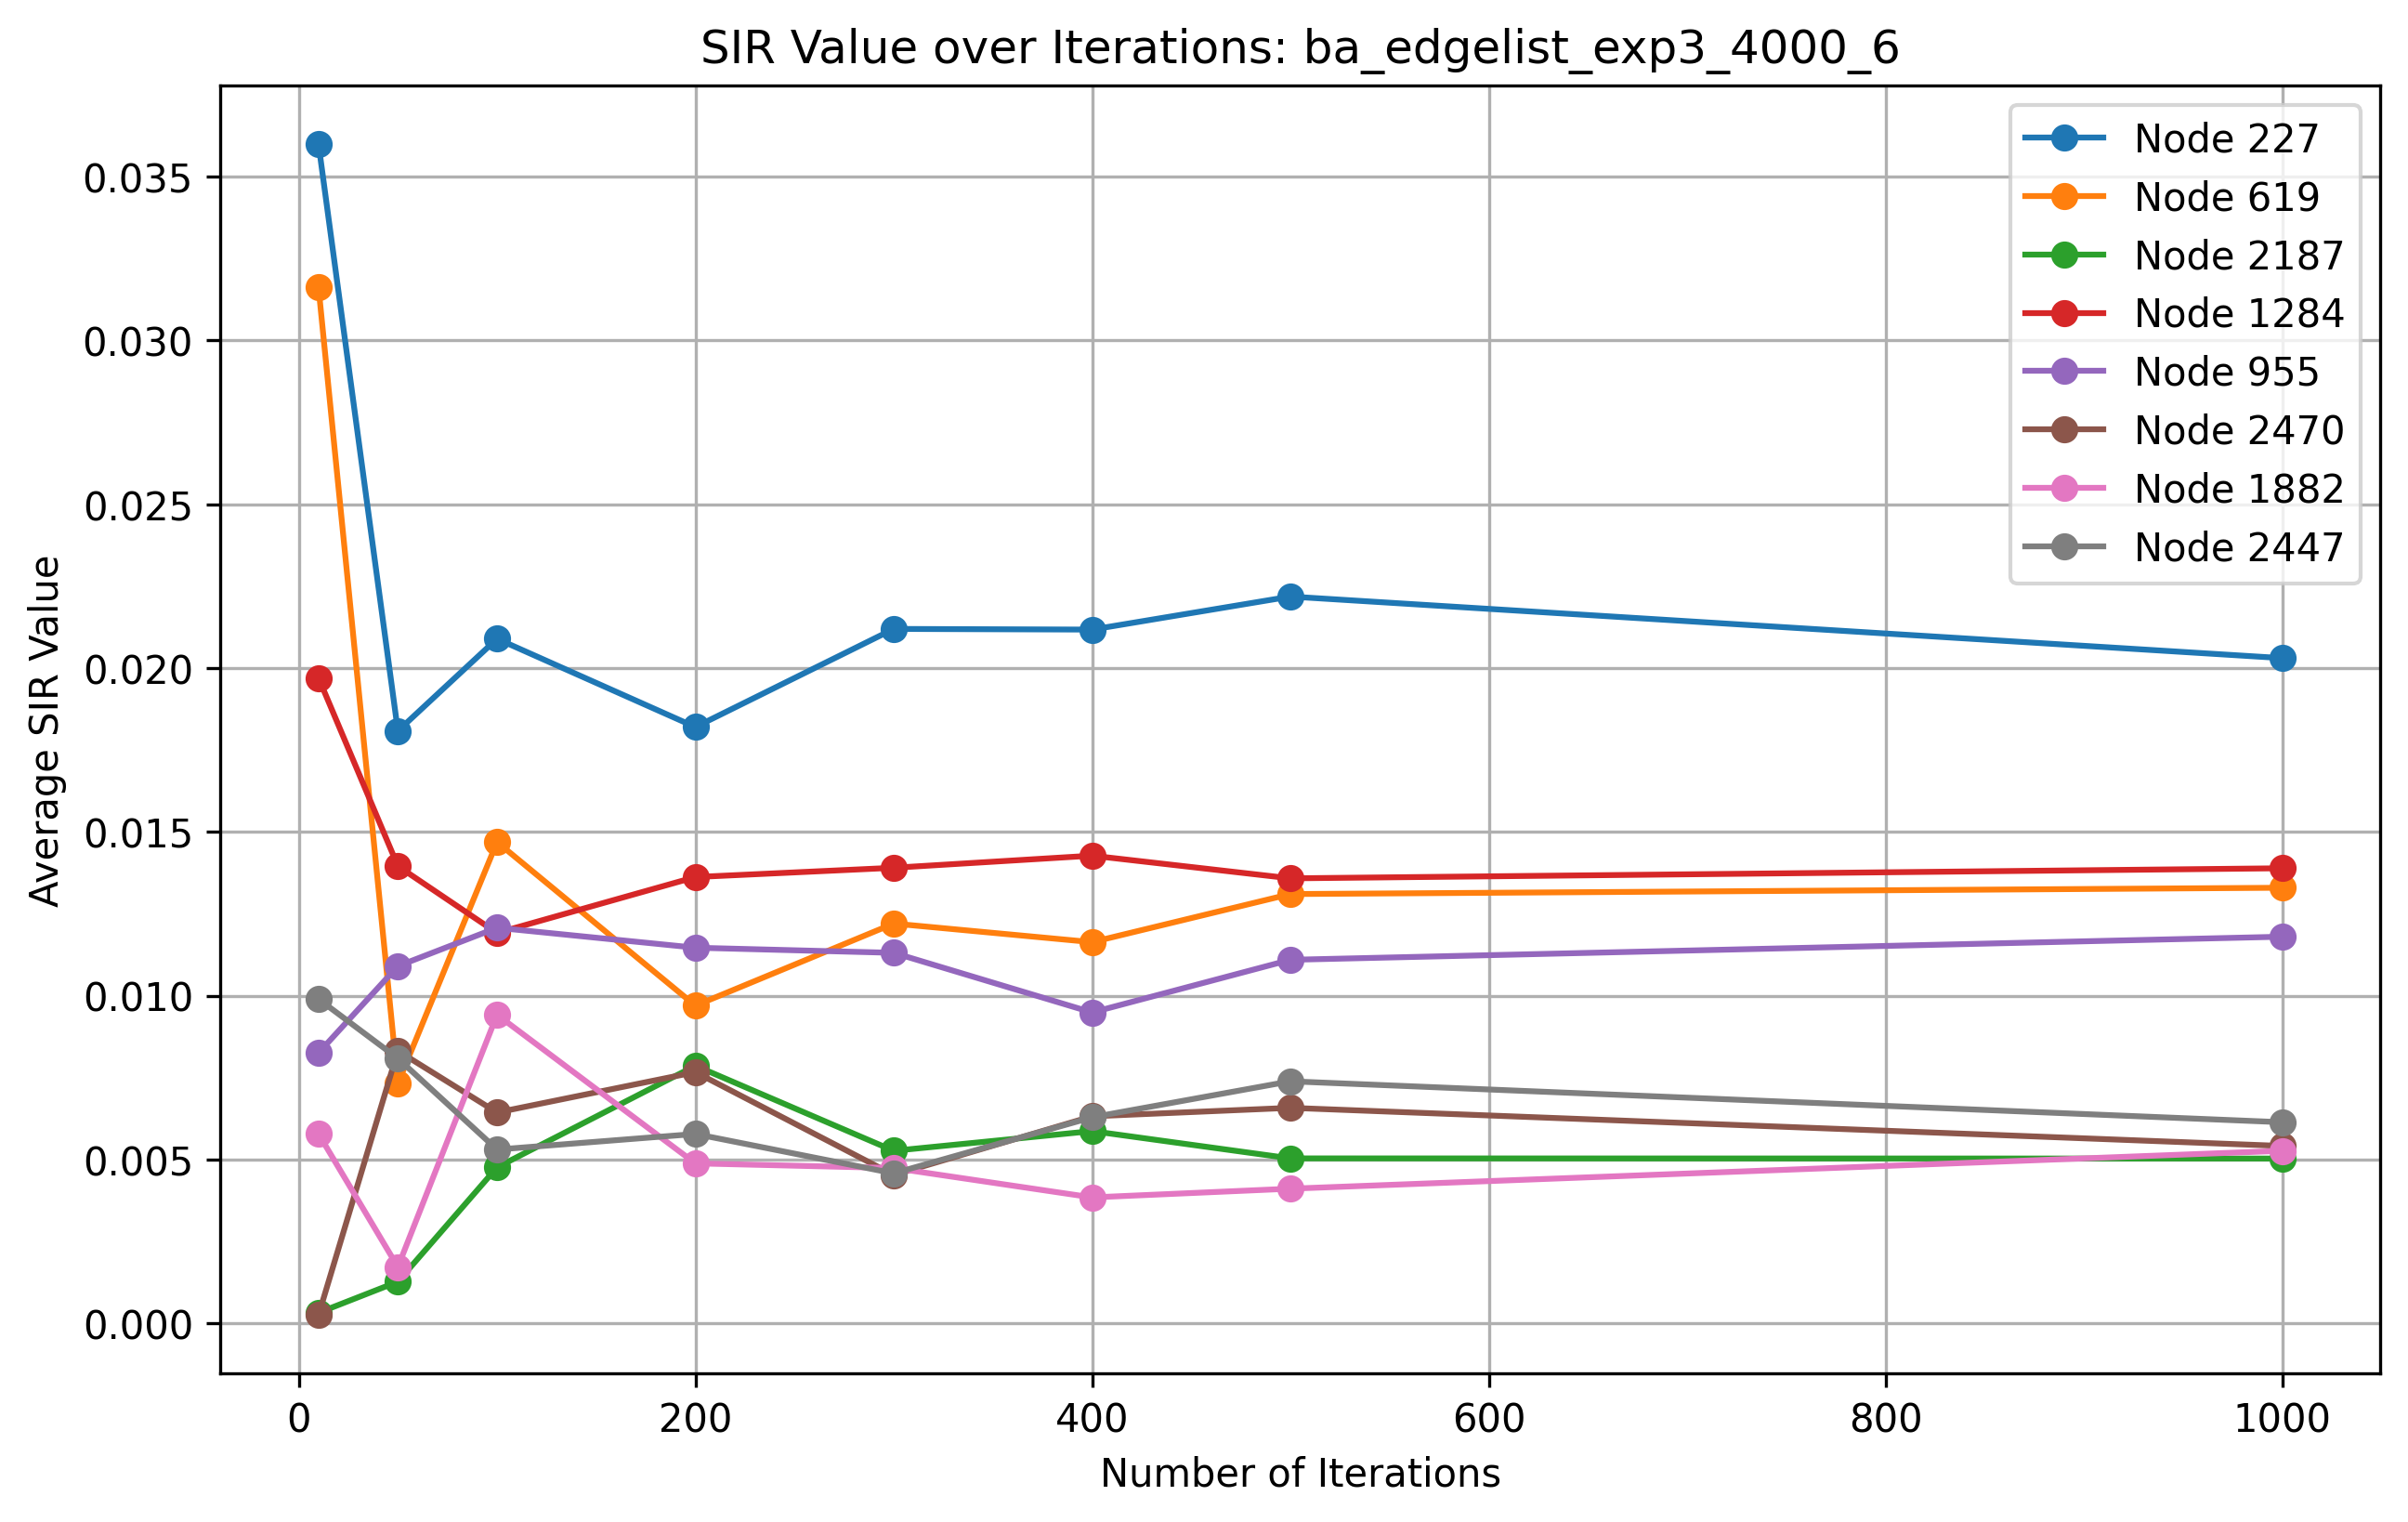 SIR Value over Iterations: ba_edgelist_exp3_4000_6
Node 227
Node 619
Node 2187
Node 1284
Node 955
Node 2470
Node 1882
Node 2447
Average SIR Value
0.035
0.030
0.025
0.020
0.015
0.010
0.005
0.000
0 200 400 600 800 1000
Number of Iterations